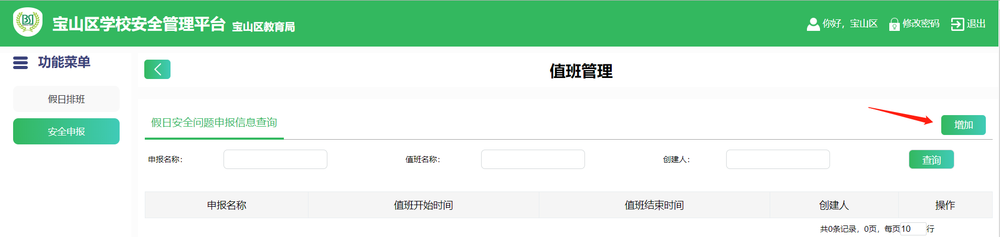 宝山区学校安全管理平台 宝山区教育局
你好，宝山区 修改密码 退出
功能菜单
值班管理
假日排班
安全申报
假日安全问题申报信息查询
增加
申报名称： 值班名称： 创建人： 查询
申报名称 值班开始时间 值班结束时间 创建人 操作
共0条记录，0页，每页10行